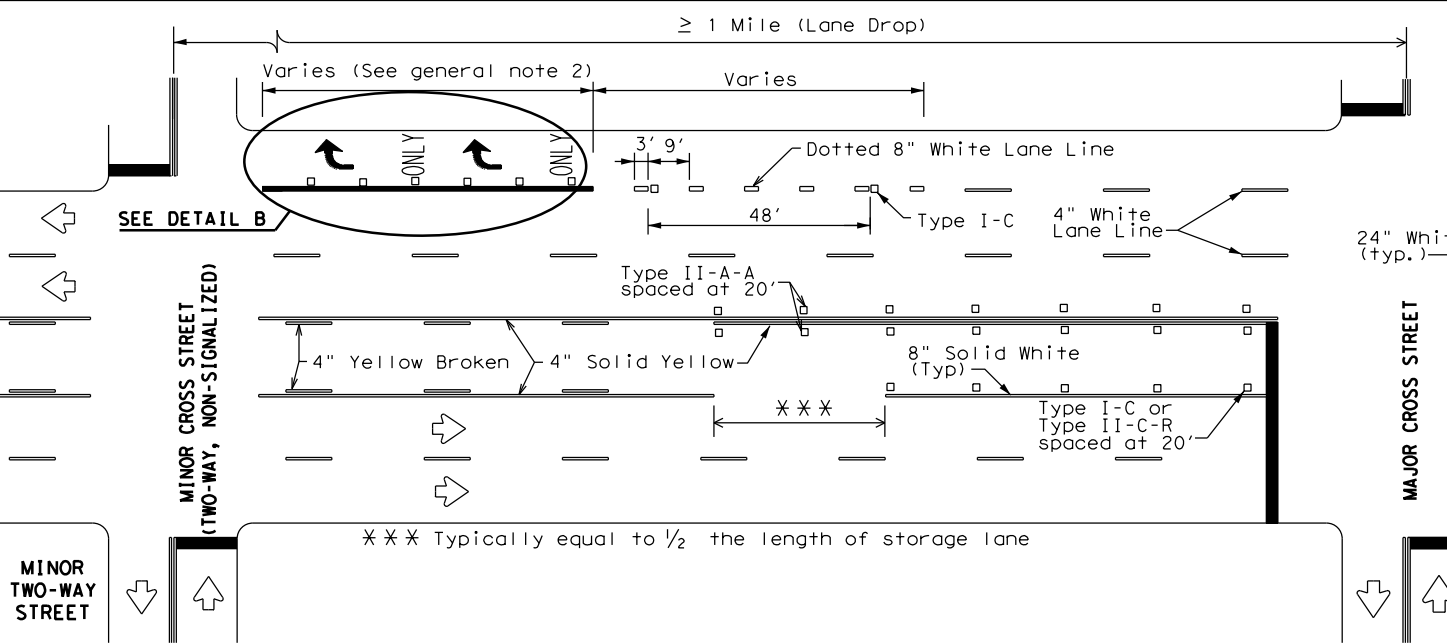 ≥ 1 Mile (Lane Drop)
Varies (See general note 2)
Varies
ONLY
ONLY
3' 9'
Dotted 8" White Lane Line
SEE DETAIL B
48'
Type I-C
4" White
Lane Line
24" Whi
(typ.)
Type II-A-A
spaced at 20'
4" Yellow Broken
4" Solid Yellow
8" Solid White
(Typ)
***
Type I-C or
Type II-C-R
spaced at 20'
MINOR CROSS STREET
(TWO-WAY, NON-SIGNALIZED)
MAJOR CROSS STREET
*** Typically equal to ½ the length of storage lane
MINOR
TWO-WAY
STREET